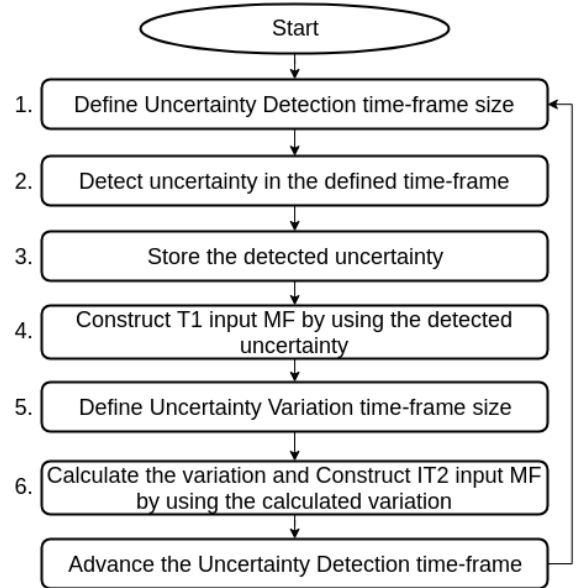 Start
1. Define Uncertainty Detection time-frame size
2. Detect uncertainty in the defined time-frame
3. Store the detected uncertainty
4. Construct T1 input MF by using the detected
uncertainty
5. Define Uncertainty Variation time-frame size
6. Calculate the variation and Construct IT2 input MF
by using the calculated variation
Advance the Uncertainty Detection time-frame